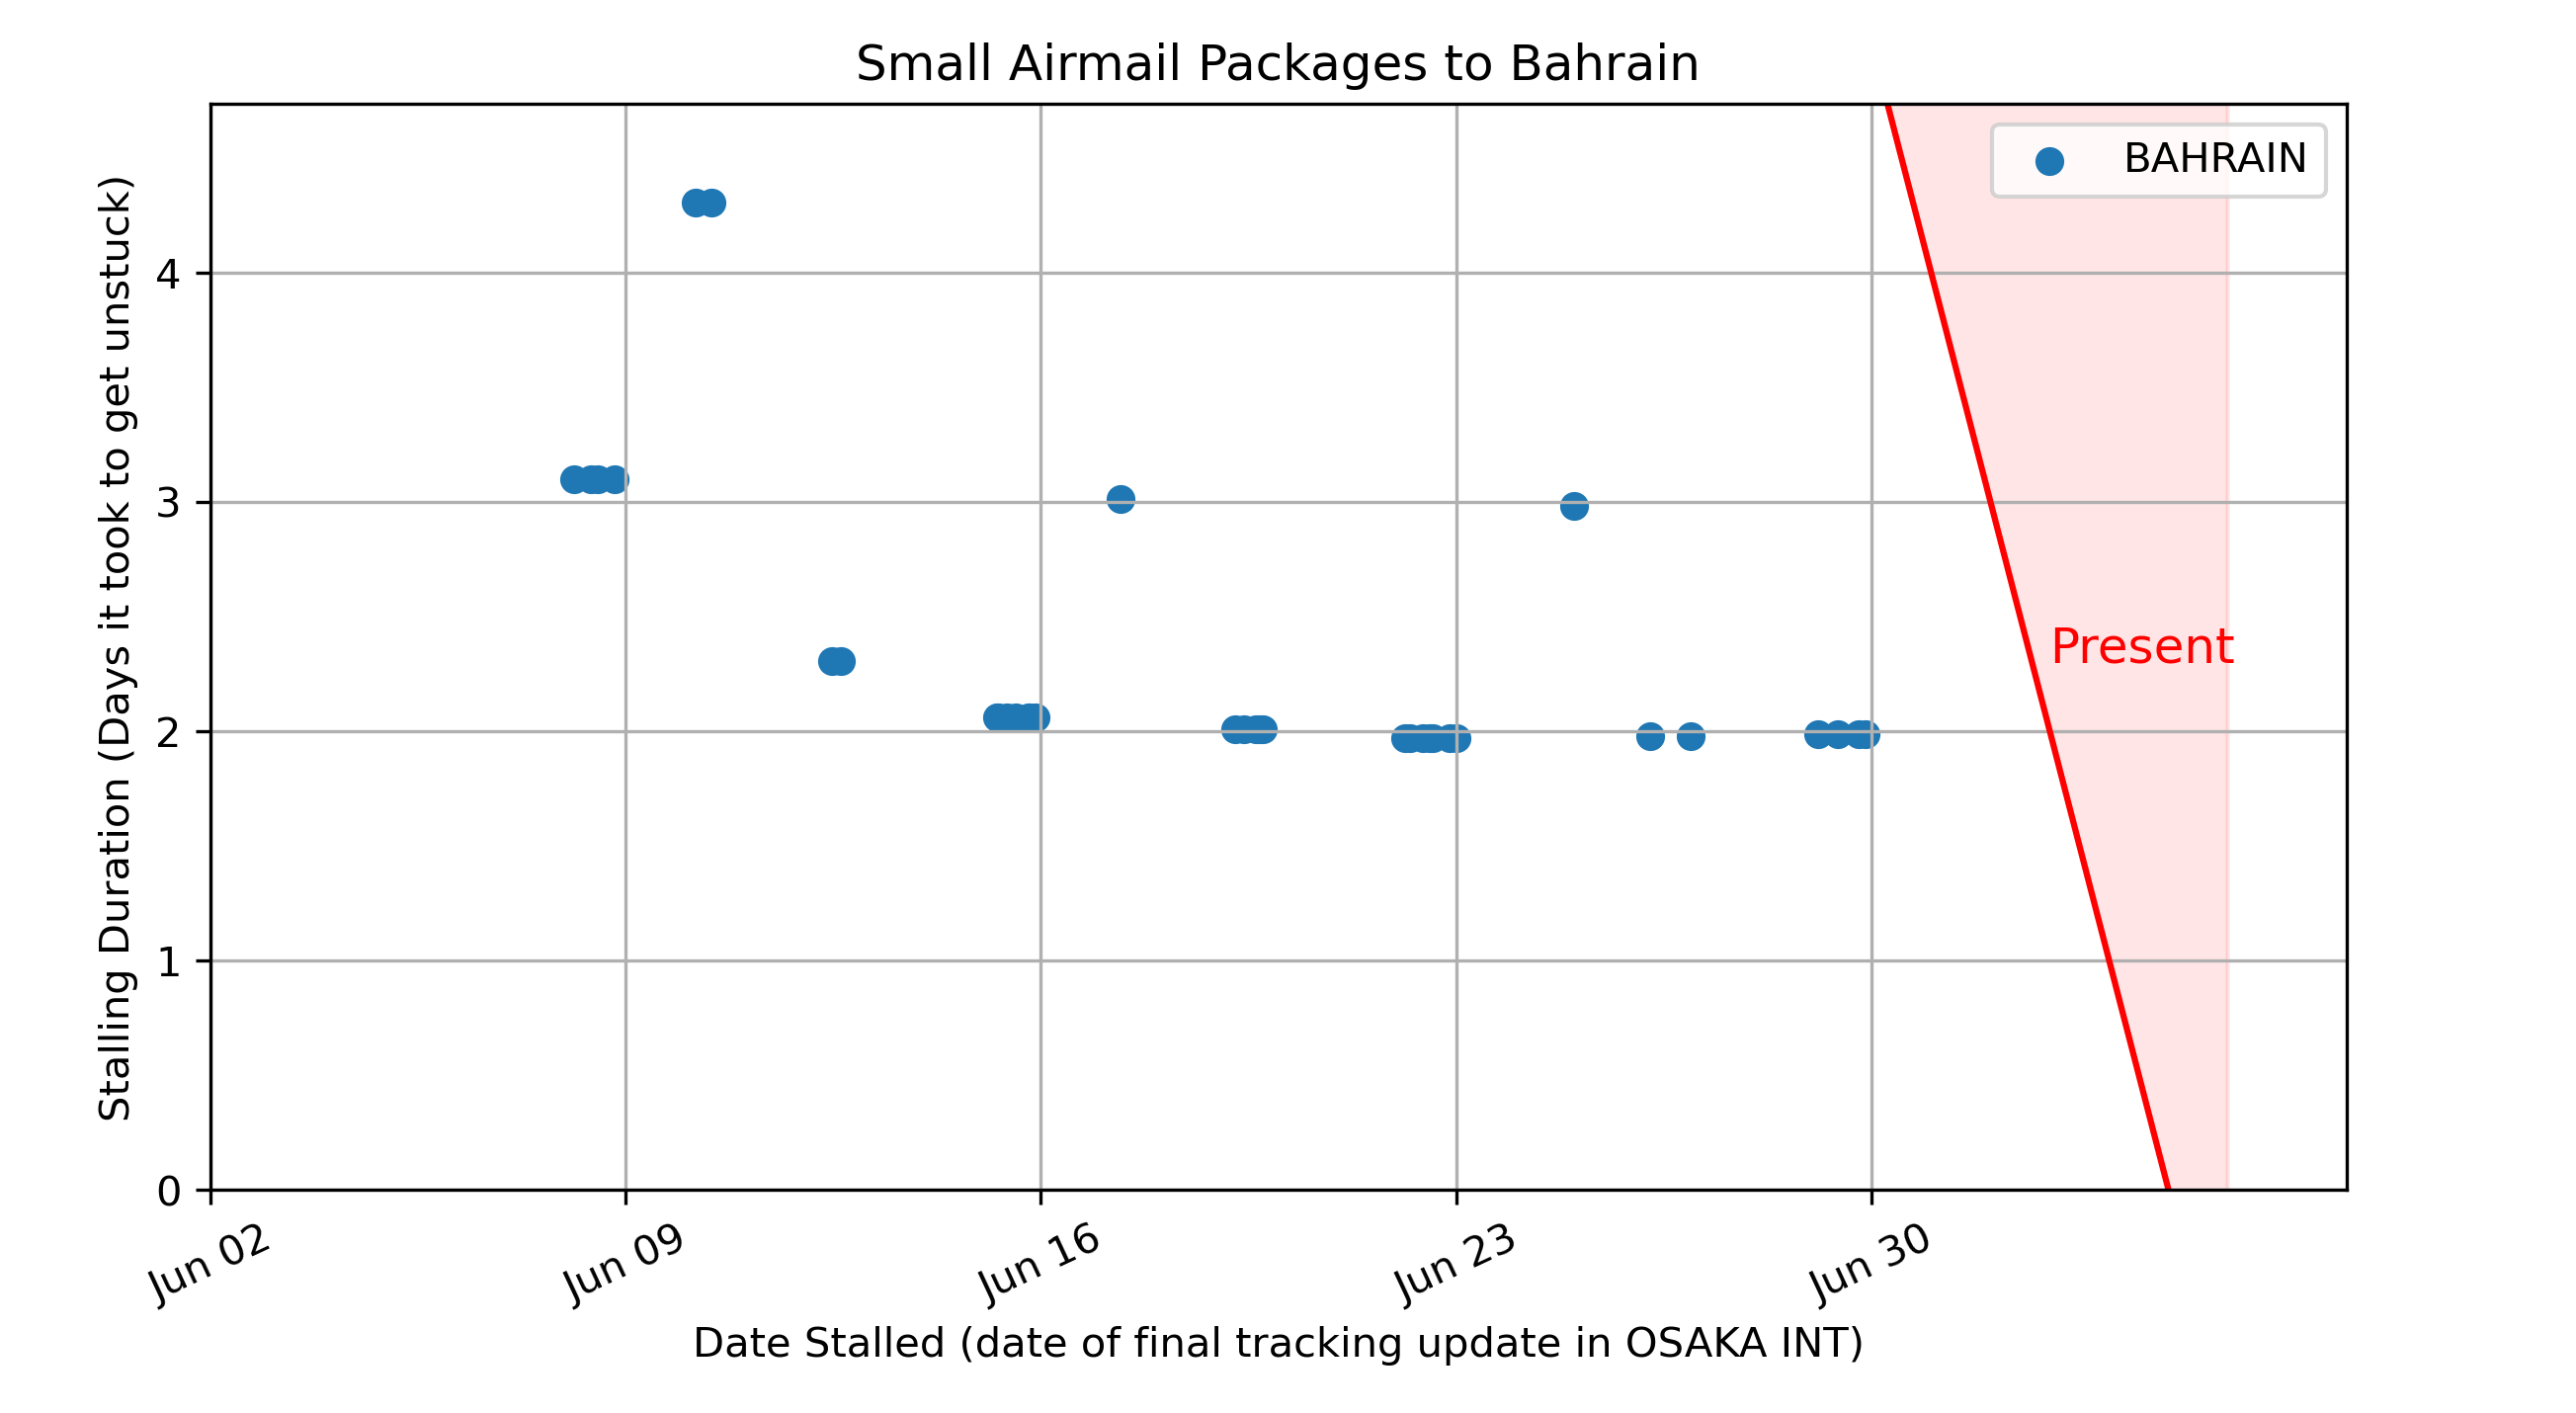 Small Airmail Packages to Bahrain
BAHRAIN
Stalling Duration (Days it took to get unstuck)
4
3
2
1
0
Present
Jun 02
Jun 09
Jun 16
Jun 23
Jun 30
Date Stalled (date of final tracking update in OSAKA INT)